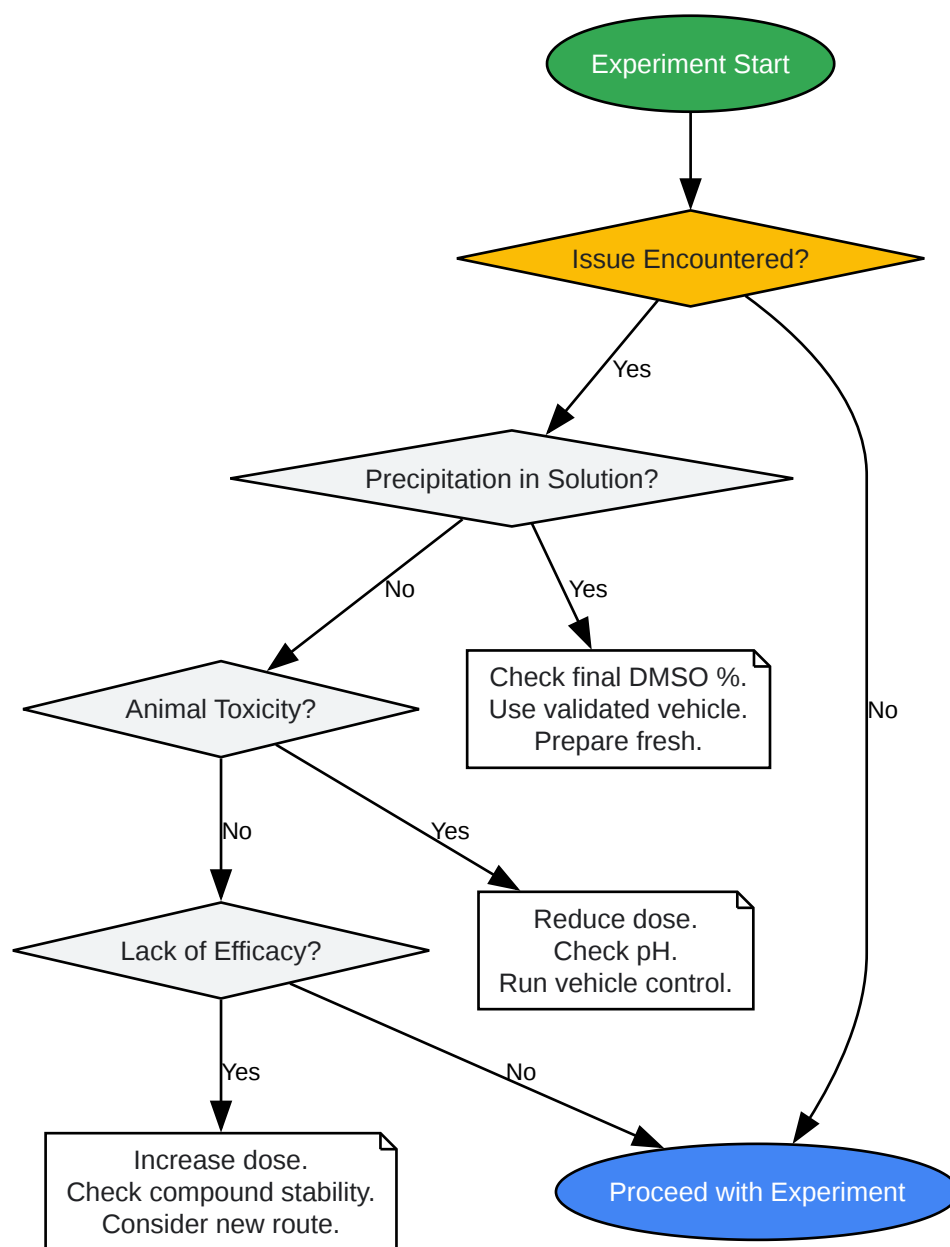 Experiment Start
Issue Encountered?
Yes
Precipitation in Solution?
No
Yes
Check final DMSO %.
Use validated vehicle.
Prepare fresh.
Animal Toxicity?
No
No
Yes
Reduce dose.
Check pH.
Run vehicle control.
Lack of Efficacy?
Yes
No
Increase dose.
Check compound stability.
Consider new route.
Proceed with Experiment